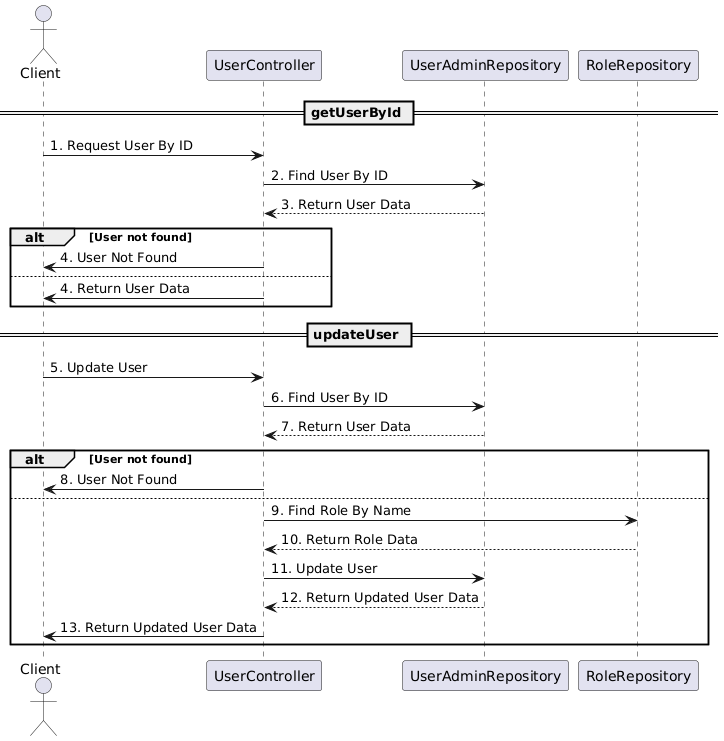 Client
UserController
UserAdminRepository
RoleRepository
getUserById
1. Request User By ID
2. Find User By ID
3. Return User Data
alt [User not found]
4. User Not Found
4. Return User Data
updateUser
5. Update User
6. Find User By ID
7. Return User Data
alt [User not found]
8. User Not Found
9. Find Role By Name
10. Return Role Data
11. Update User
12. Return Updated User Data
13. Return Updated User Data
Client
UserController
UserAdminRepository
RoleRepository